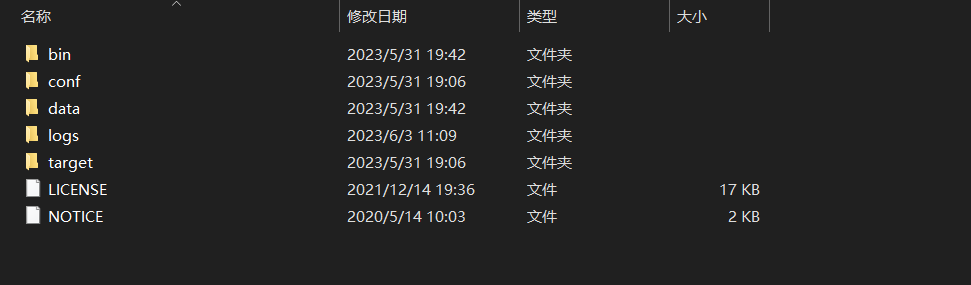 名称 修改日期 类型 大小
bin 2023/5/31 19:42 文件夹
conf 2023/5/31 19:06 文件夹
data 2023/5/31 19:42 文件夹
logs 2023/6/3 11:09 文件夹
target 2023/5/31 19:06 文件夹
LICENSE 2021/12/14 19:36 文件 17 KB
NOTICE 2020/5/14 10:03 文件 2 KB